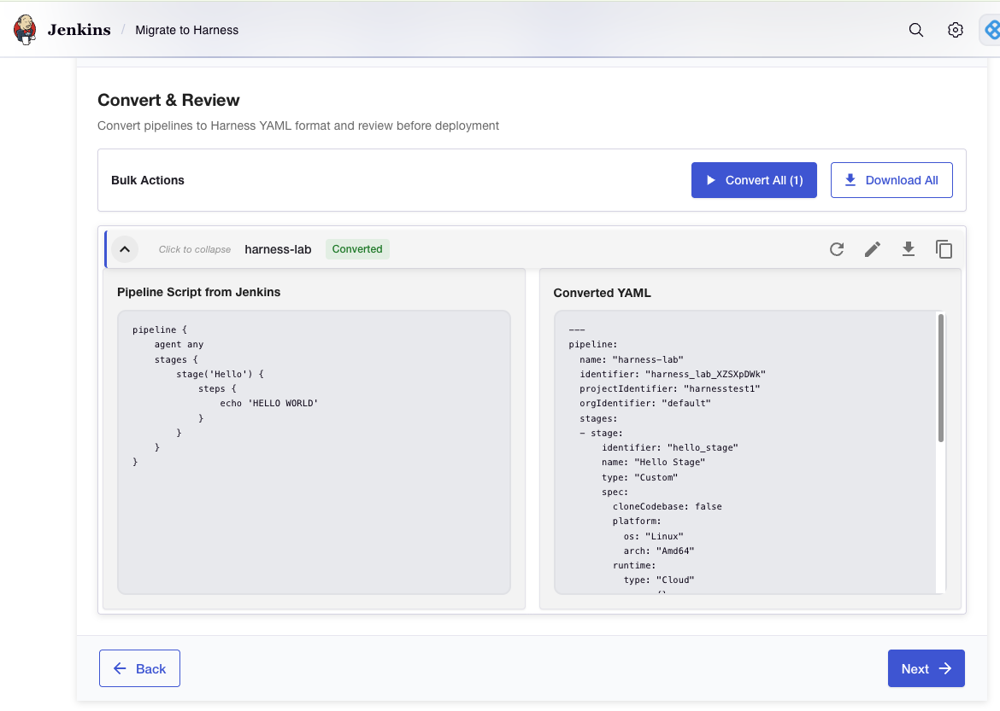 Jenkins / Migrate to Harness
Convert & Review
Convert pipelines to Harness YAML format and review before deployment
Bulk Actions
Convert All (1)
Download All
Click to collapse
harness-lab
Converted
Pipeline Script from Jenkins
pipeline {
    agent any
    stages {
        stage('Hello') {
            steps {
                echo 'HELLO WORLD'
            }
        }
    }
}
Converted YAML
---
pipeline:
  name: "harness-lab"
  identifier: "harness_lab_XZSXpDWk"
  projectIdentifier: "harnesstest1"
  orgIdentifier: "default"
  stages:
  - stage:
      identifier: "hello_stage"
      name: "Hello Stage"
      type: "Custom"
      spec:
        cloneCodebase: false
        platform:
          os: "Linux"
          arch: "Amd64"
        runtime:
          type: "Cloud"
Back
Next